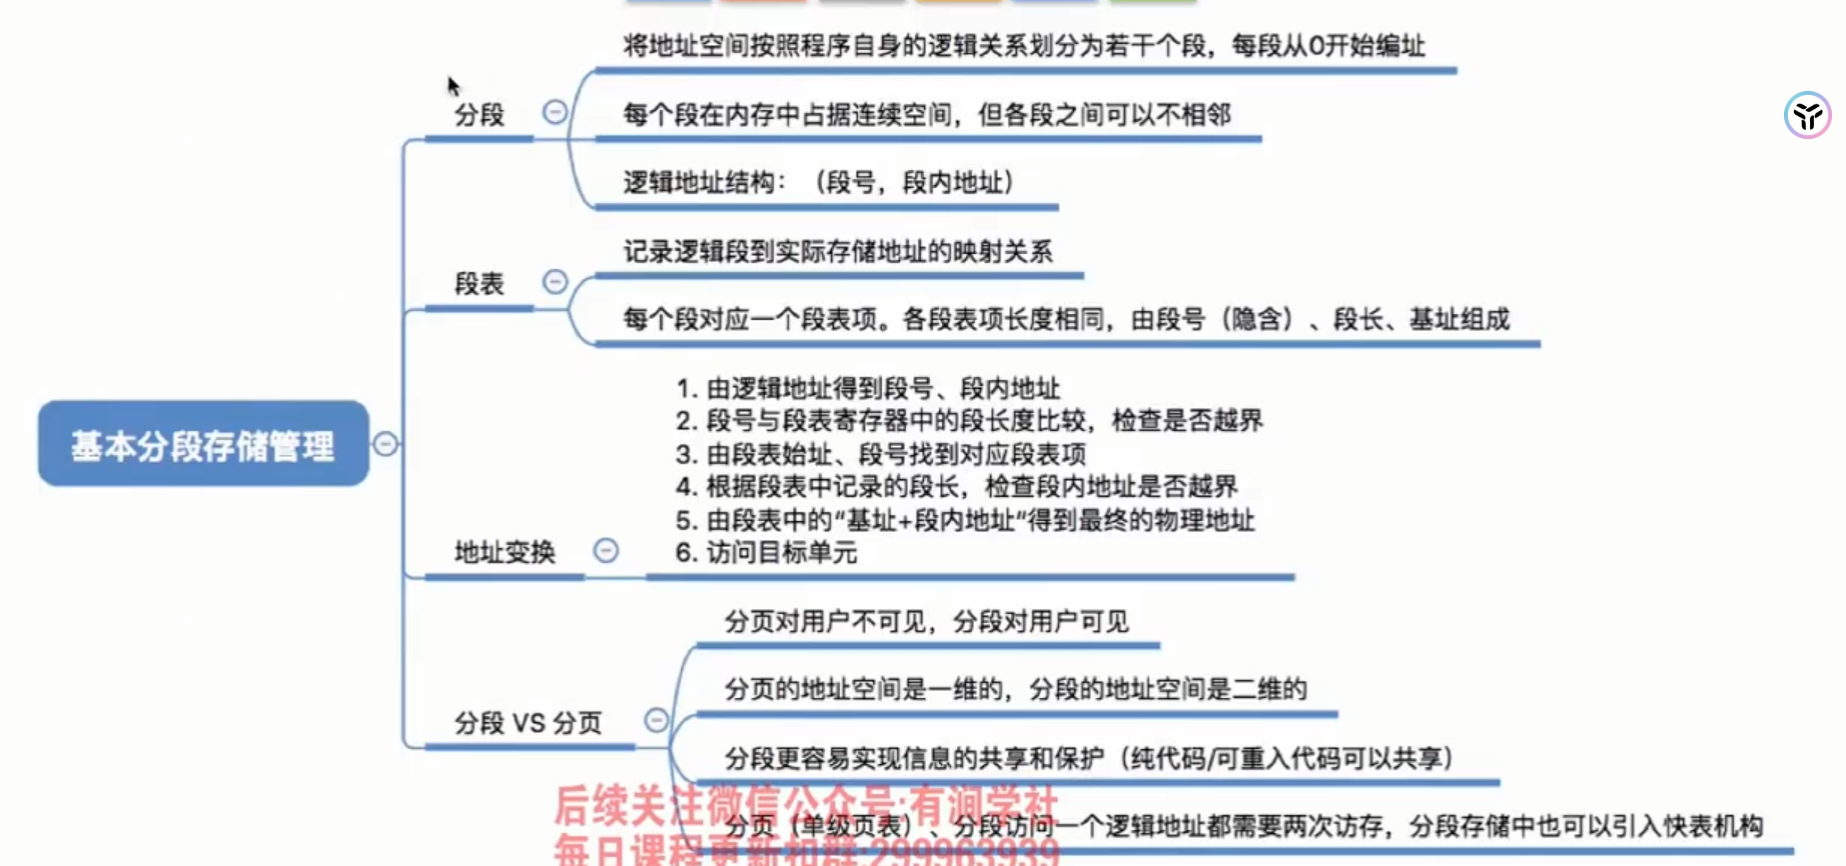 将地址空间按照程序自身的逻辑关系划分为若干个段，每段从0开始编址
分段
每个段在内存中占据连续空间，但各段之间可以不相邻
逻辑地址结构：（段号，段内地址）
记录逻辑段到实际存储地址的映射关系
段表
每个段对应一个段表项。各段表项长度相同，由段号（隐含）、段长、基址组成
基本分段存储管理
1. 由逻辑地址得到段号、段内地址
2. 段号与段表寄存器中的段长度比较，检查是否越界
3. 由段表始址、段号找到对应段表项
4. 根据段表中记录的段长，检查段内地址是否越界
5. 由段表中的“基址+段内地址“得到最终的物理地址
6. 访问目标单元
地址变换
分页对用户不可见，分段对用户可见
分页的地址空间是一维的，分段的地址空间是二维的
分段 VS 分页
分段更容易实现信息的共享和保护（纯代码/可重入代码可以共享）
后续关注微信公众号:有涧学社
分页（单级页表）、分段访问一个逻辑地址都需要两次访存，分段存储中也可以引入快表机构
每日课程更新扣群:299963939